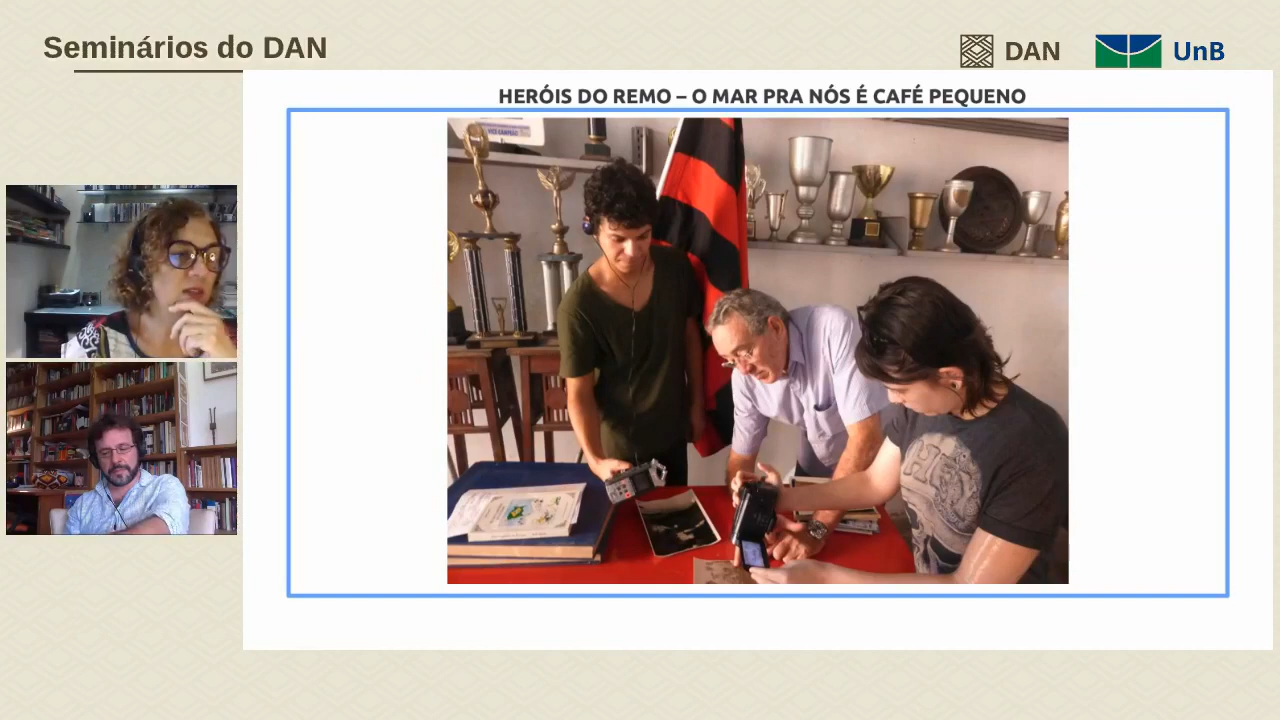 Seminários do DAN
DAN
UnB
HERÓIS DO REMO – O MAR PRA NÓS É CAFÉ PEQUENO